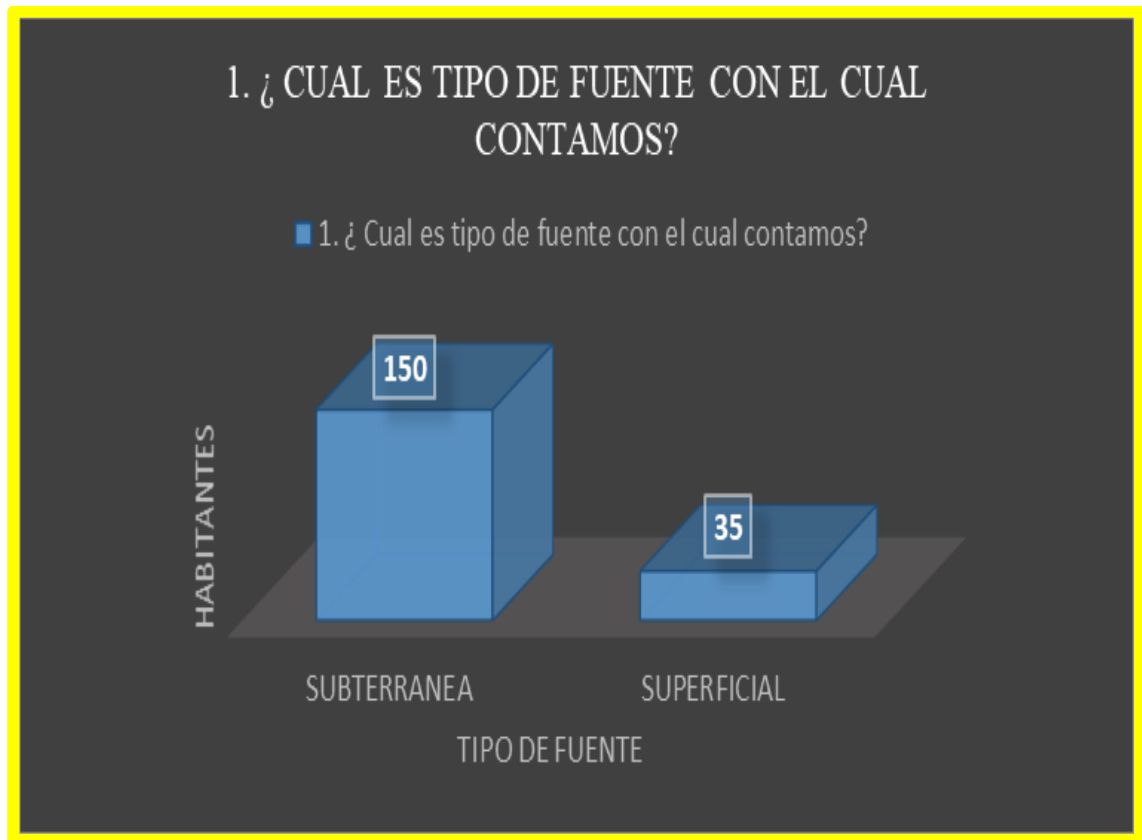 1. ¿ CUAL ES TIPO DE FUENTE CON EL CUAL
CONTAMOS?
1. ¿ Cual es tipo de fuente con el cual contamos?
150
35
HABITANTES
SUBTERRANEA
SUPERFICIAL
TIPO DE FUENTE